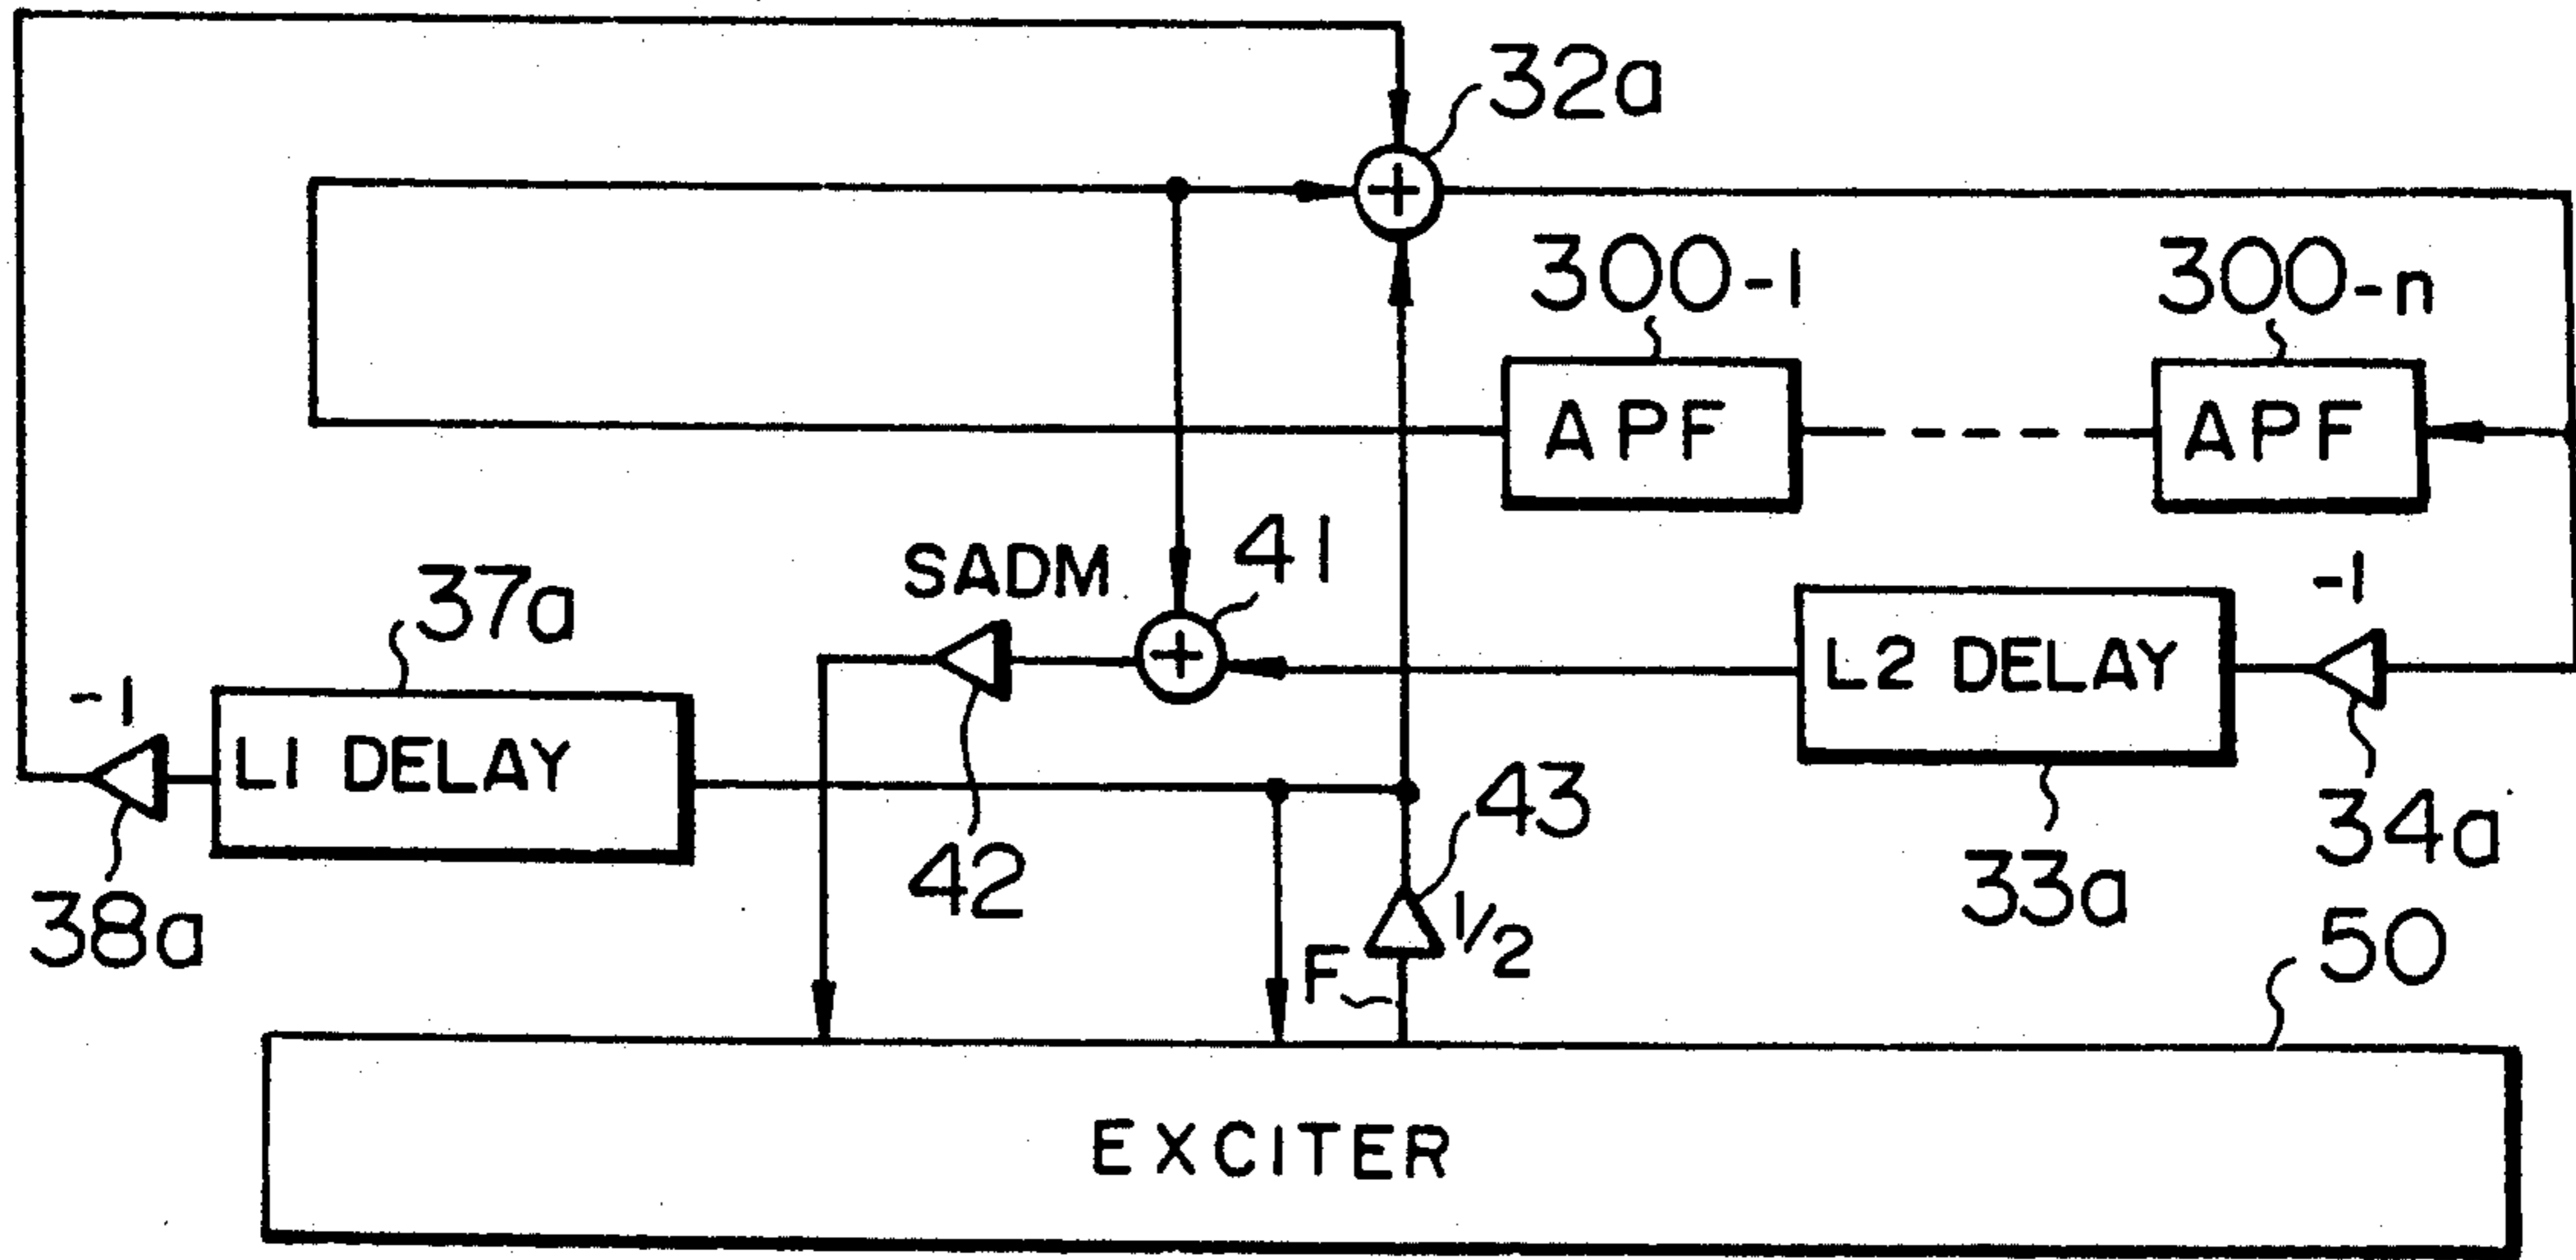 32a
+
300-1
300-n
APF
APF
SADM
41
-1
37a
+
L2 DELAY
-1
L1 DELAY
43
34a
42
33a
38a
F
1/2
50
EXCITER